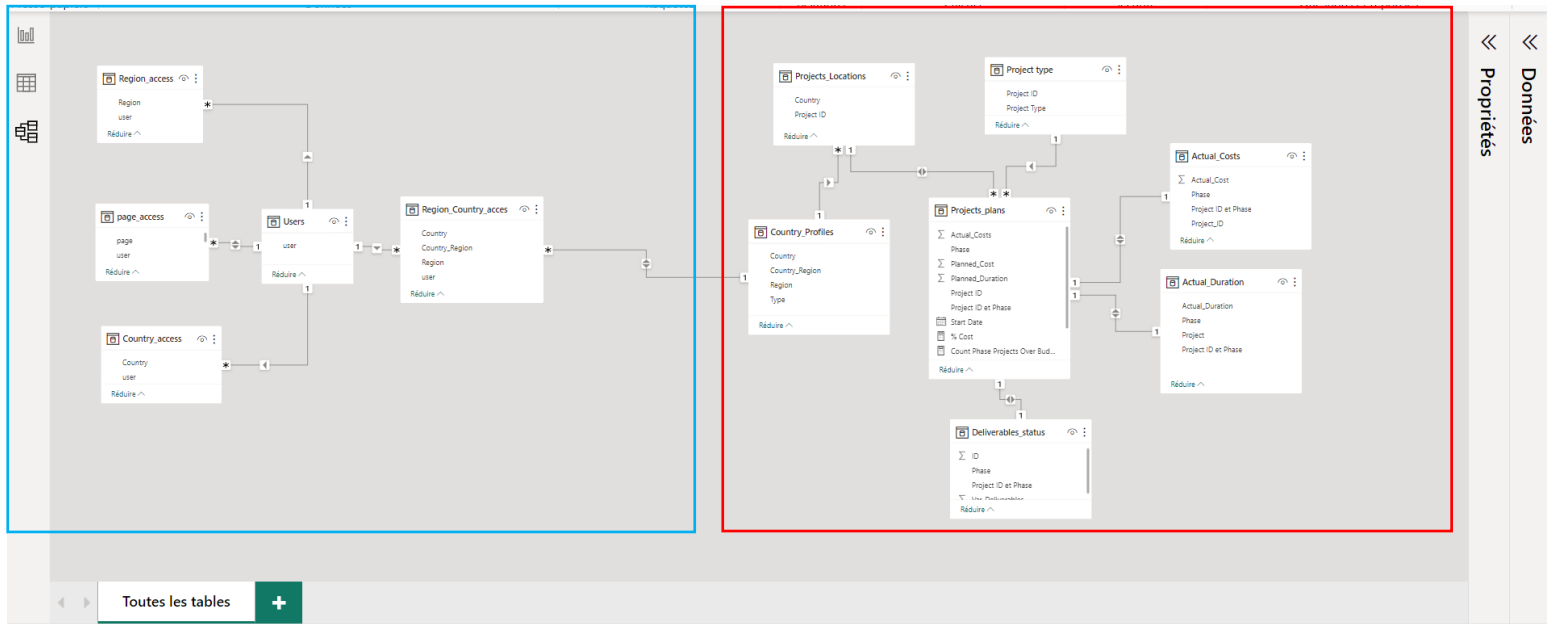 Region_access
Region
user
Réduire
page_access
page
user
Réduire
Users
user
Réduire
Region_Country_acces
Country
Country_Region
Region
user
Réduire
Country_access
Country
user
Réduire
Projects_Locations
Country
Project ID
Réduire
Project type
Project ID
Project Type
Réduire
Actual_Costs
Actual_Cost
Phase
Project ID et Phase
Project_ID
Réduire
Country_Profiles
Country
Country_Region
Region
Type
Réduire
Projects_plans
Actual_Costs
Phase
Planned_Cost
Planned_Duration
Project ID
Project ID et Phase
Start Date
% Cost
Count Phase Projects Over Bud...
Réduire
Actual_Duration
Actual_Duration
Phase
Project
Project ID et Phase
Réduire
Deliverables_status
ID
Phase
Project ID et Phase
Réduire
Propriétés
Données
Toutes les tables
+